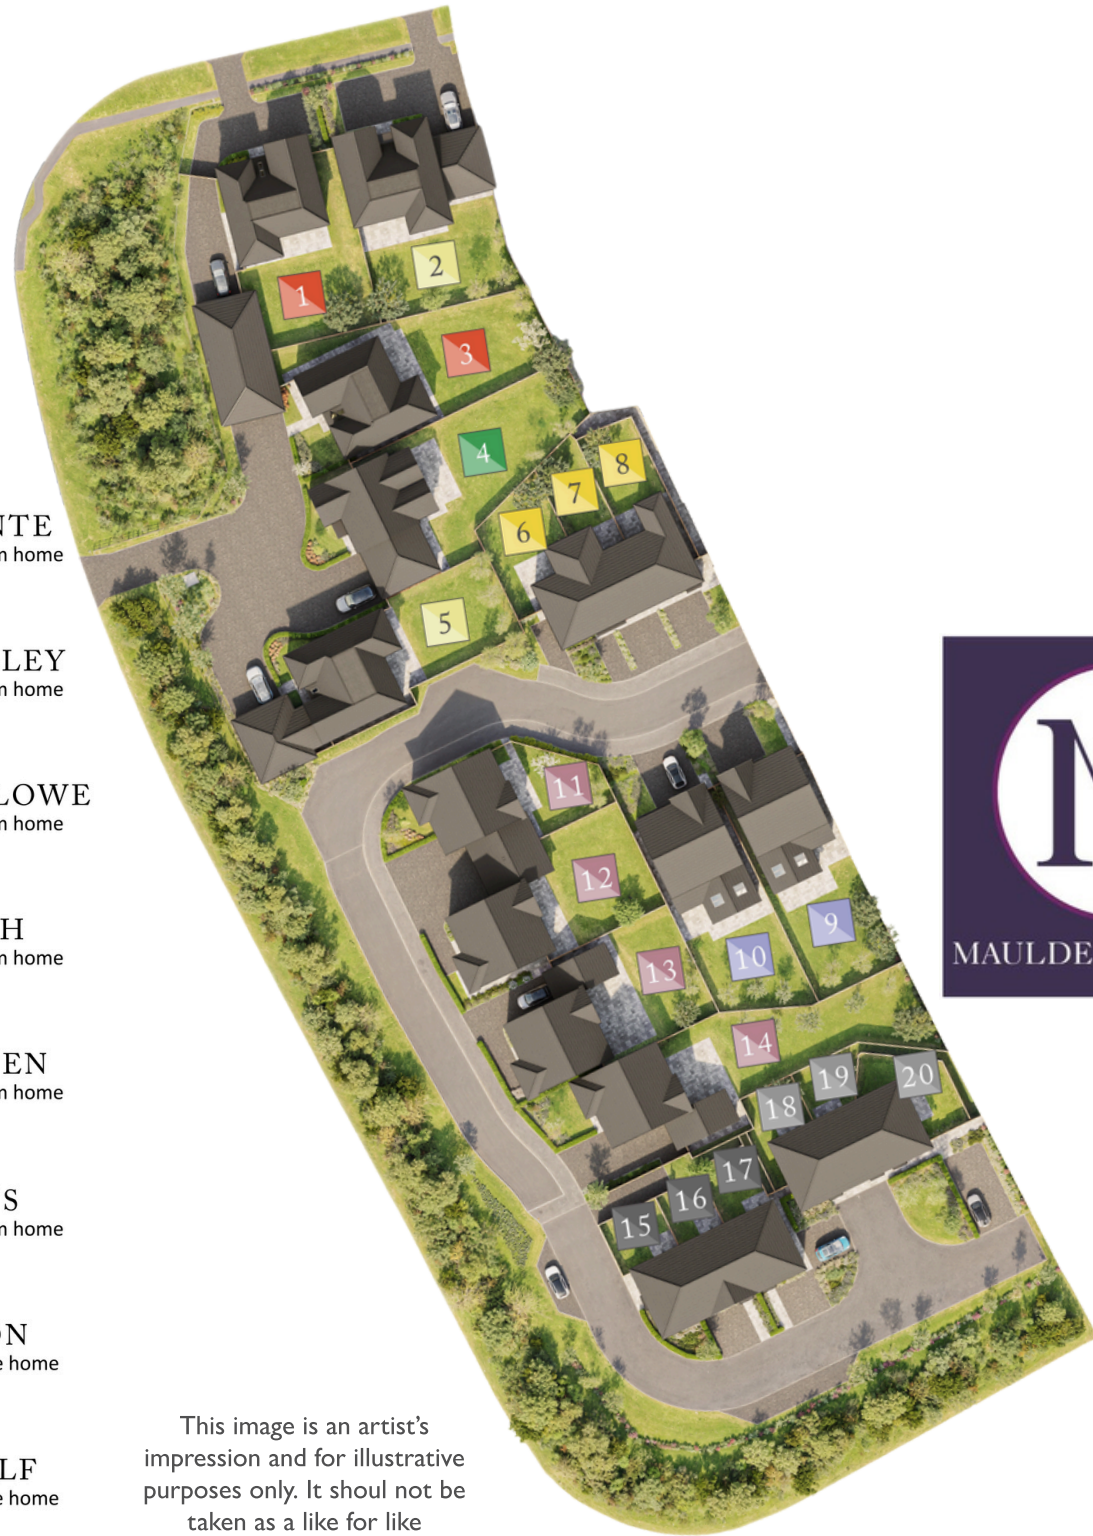 1
2
3
4
5
6
7
8
9
10
11
12
13
14
15
16
17
18
19
20
NTE
n home
LEY
n home
LOWE
n home
H
n home
EN
n home
S
n home
ON
e home
LF
e home
M
MAULDE
This image is an artist’s
impression and for illustrative
purposes only. It shoul not be
taken as a like for like